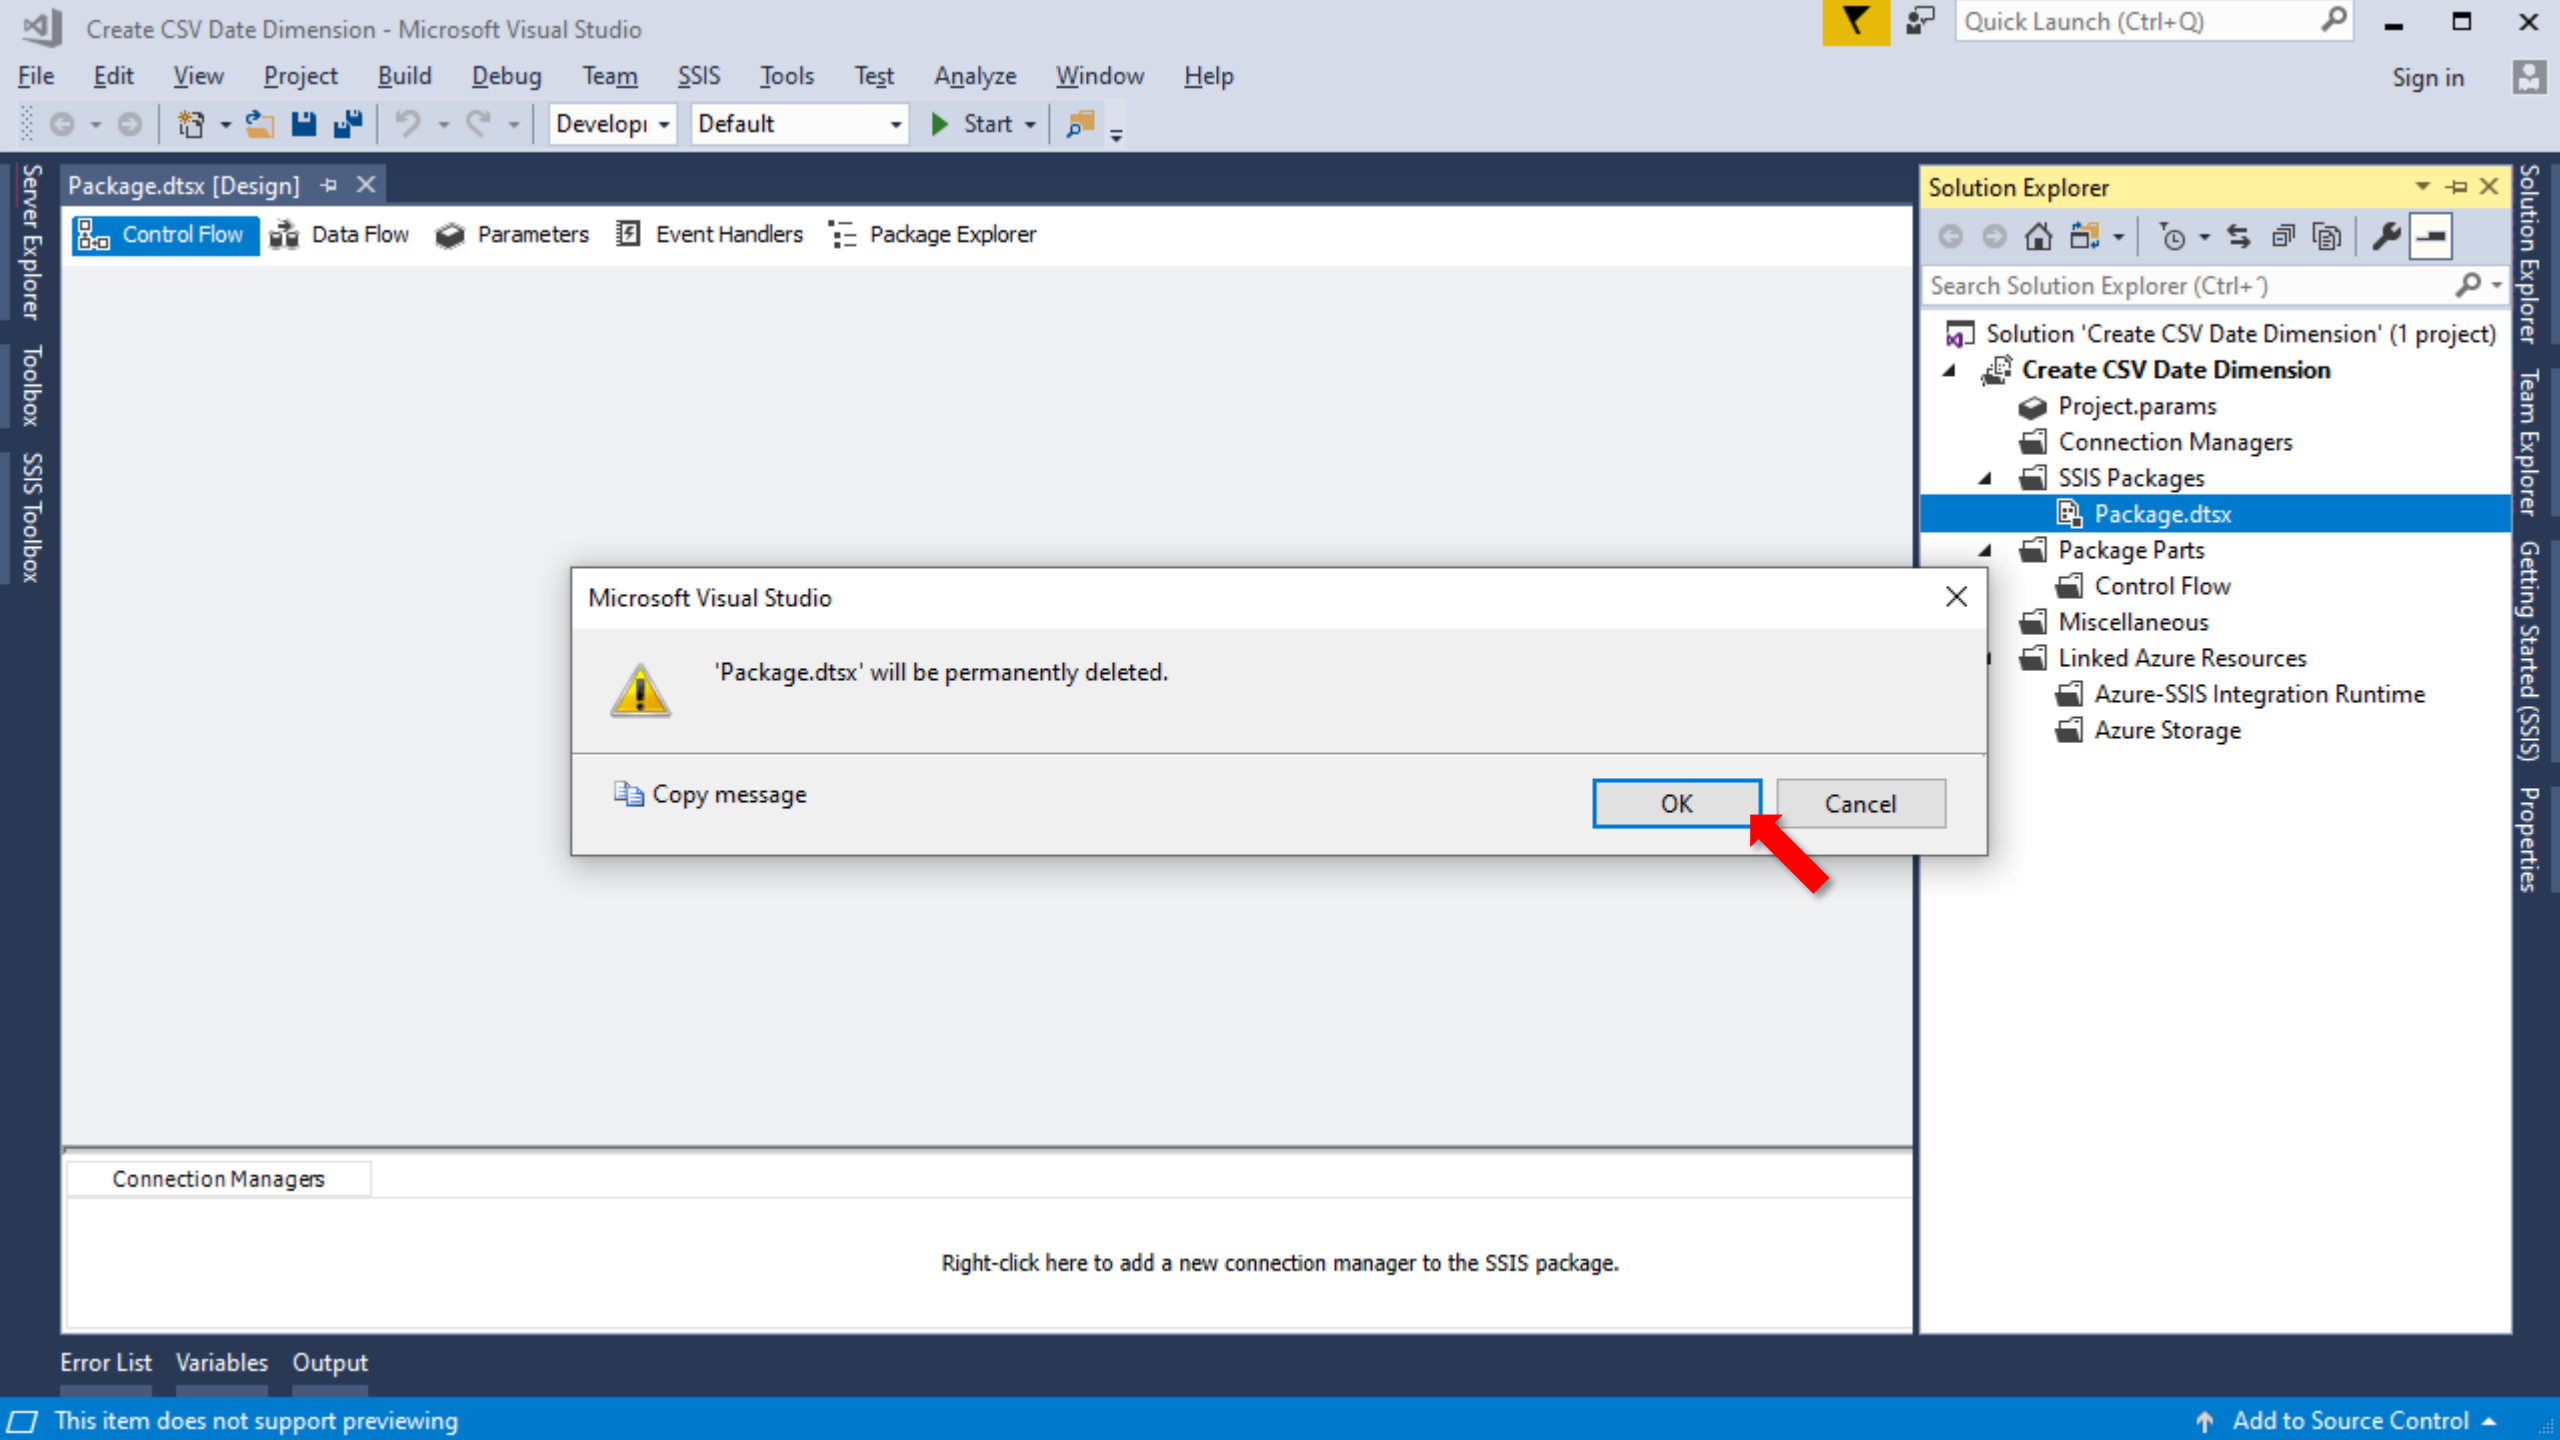 Create CSV Date Dimension - Microsoft Visual Studio
Quick Launch (Ctrl+Q)
File Edit View Project Build Debug Team SSIS Tools Test Analyze Window Help
Sign in
Default
Start
Server Explorer
Toolbox
SSIS Toolbox
Package.dtsx [Design]
Control Flow Data Flow Parameters Event Handlers Package Explorer
Solution Explorer
Search Solution Explorer (Ctrl+
Solution 'Create CSV Date Dimension' (1 project)
Create CSV Date Dimension
Project.params
Connection Managers
SSIS Packages
Package.dtsx
Package Parts
Control Flow
Miscellaneous
Linked Azure Resources
Azure-SSIS Integration Runtime
Azure Storage
Solution Explorer
Team Explorer
Getting Started (SSIS)
Properties
Microsoft Visual Studio
'Package.dtsx' will be permanently deleted.
Copy message
OK
Cancel
Connection Managers
Right-click here to add a new connection manager to the SSIS package.
Error List Variables Output
This item does not support previewing
Add to Source Control